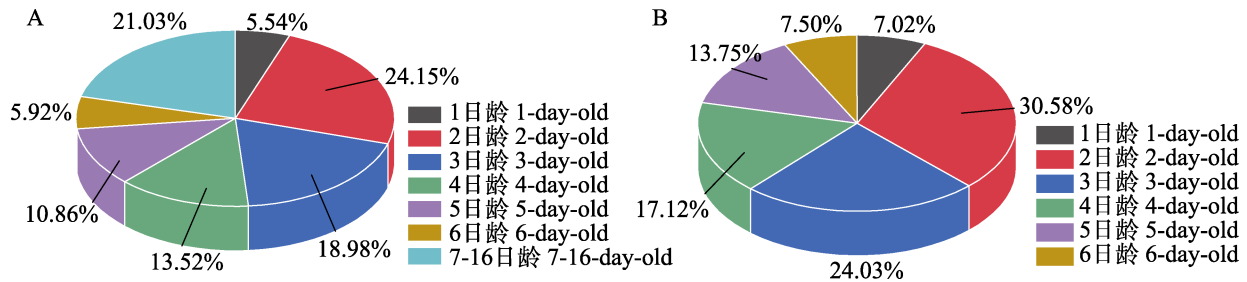 A
21.03%
5.54%
24.15%
5.92%
10.86%
13.52%
18.98%
1日龄 1-day-old
2日龄 2-day-old
3日龄 3-day-old
4日龄 4-day-old
5日龄 5-day-old
6日龄 6-day-old
7-16日龄 7-16-day-old
B
7.50%
7.02%
13.75%
30.58%
17.12%
24.03%
1日龄 1-day-old
2日龄 2-day-old
3日龄 3-day-old
4日龄 4-day-old
5日龄 5-day-old
6日龄 6-day-old